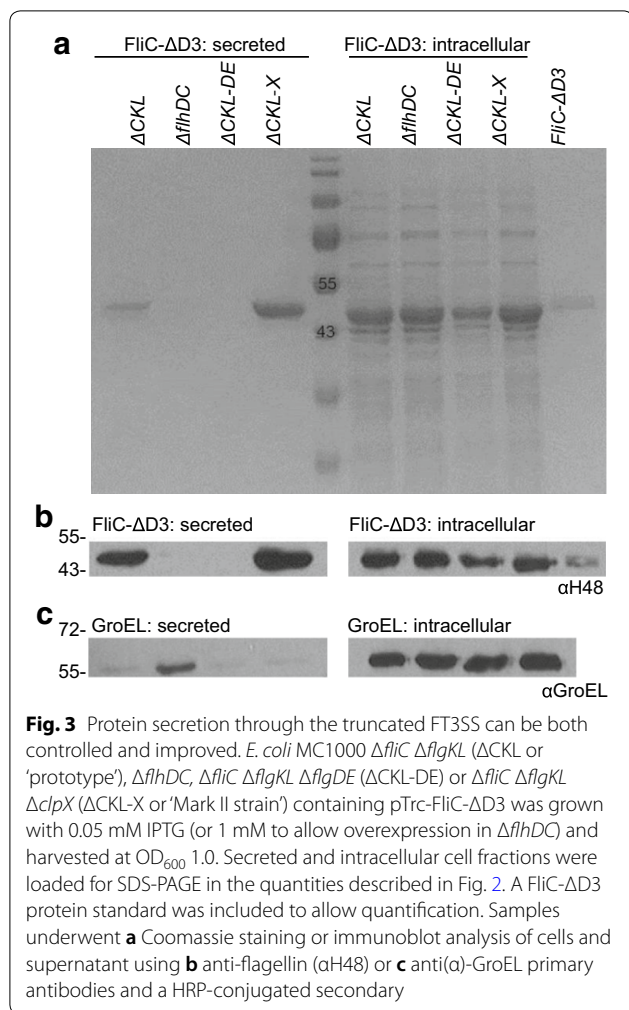 a
FliC-ΔD3: secreted FliC-ΔD3: intracellular
ΔCKL ΔflhDC ΔCKL-DE ΔCKL-X ΔCKL ΔflhDC ΔCKL-DE ΔCKL-X FliC-ΔD3
55
43
b
FliC-ΔD3: secreted FliC-ΔD3: intracellular
55-
43-
αH48
c
GroEL: secreted GroEL: intracellular
72-
55-
αGroEL
Fig. 3 Protein secretion through the truncated FT3SS can be both
controlled and improved. E. coli MC1000 ΔfliC ΔflgKL (ΔCKL or
‘prototype’), ΔflhDC, ΔfliC ΔflgKL ΔflgDE (ΔCKL-DE) or ΔfliC ΔflgKL
ΔclpX (ΔCKL-X or ‘Mark II strain’) containing pTrc-FliC-ΔD3 was grown
with 0.05 mM IPTG (or 1 mM to allow overexpression in ΔflhDC) and
harvested at OD600 1.0. Secreted and intracellular cell fractions were
loaded for SDS-PAGE in the quantities described in Fig. 2. A FliC-ΔD3
protein standard was included to allow quantification. Samples
underwent a Coomassie staining or immunoblot analysis of cells and
supernatant using b anti-flagellin (αH48) or c anti(α)-GroEL primary
antibodies and a HRP-conjugated secondary